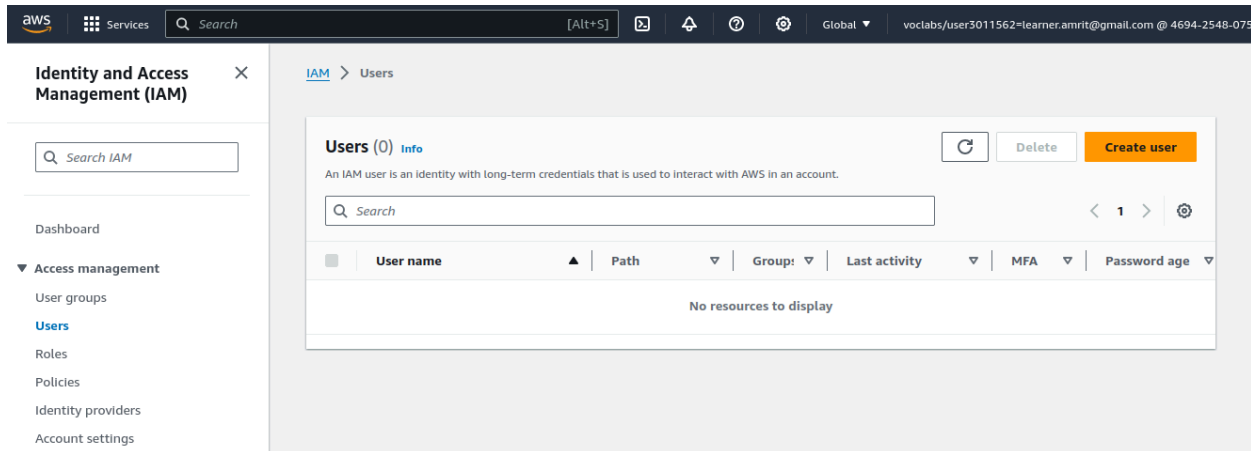 aws Services Search [Alt+S] Global ▼ voclabs/user3011562=learner.amrit@gmail.com @ 4694-2548-075
Identity and Access
Management (IAM)
Search IAM
Dashboard
Access management
User groups
Users
Roles
Policies
Identity providers
Account settings
IAM > Users
Users (0) Info
Delete
Create user
An IAM user is an identity with long-term credentials that is used to interact with AWS in an account.
Search
< 1 >
User name Path Groups Last activity MFA Password age
No resources to display